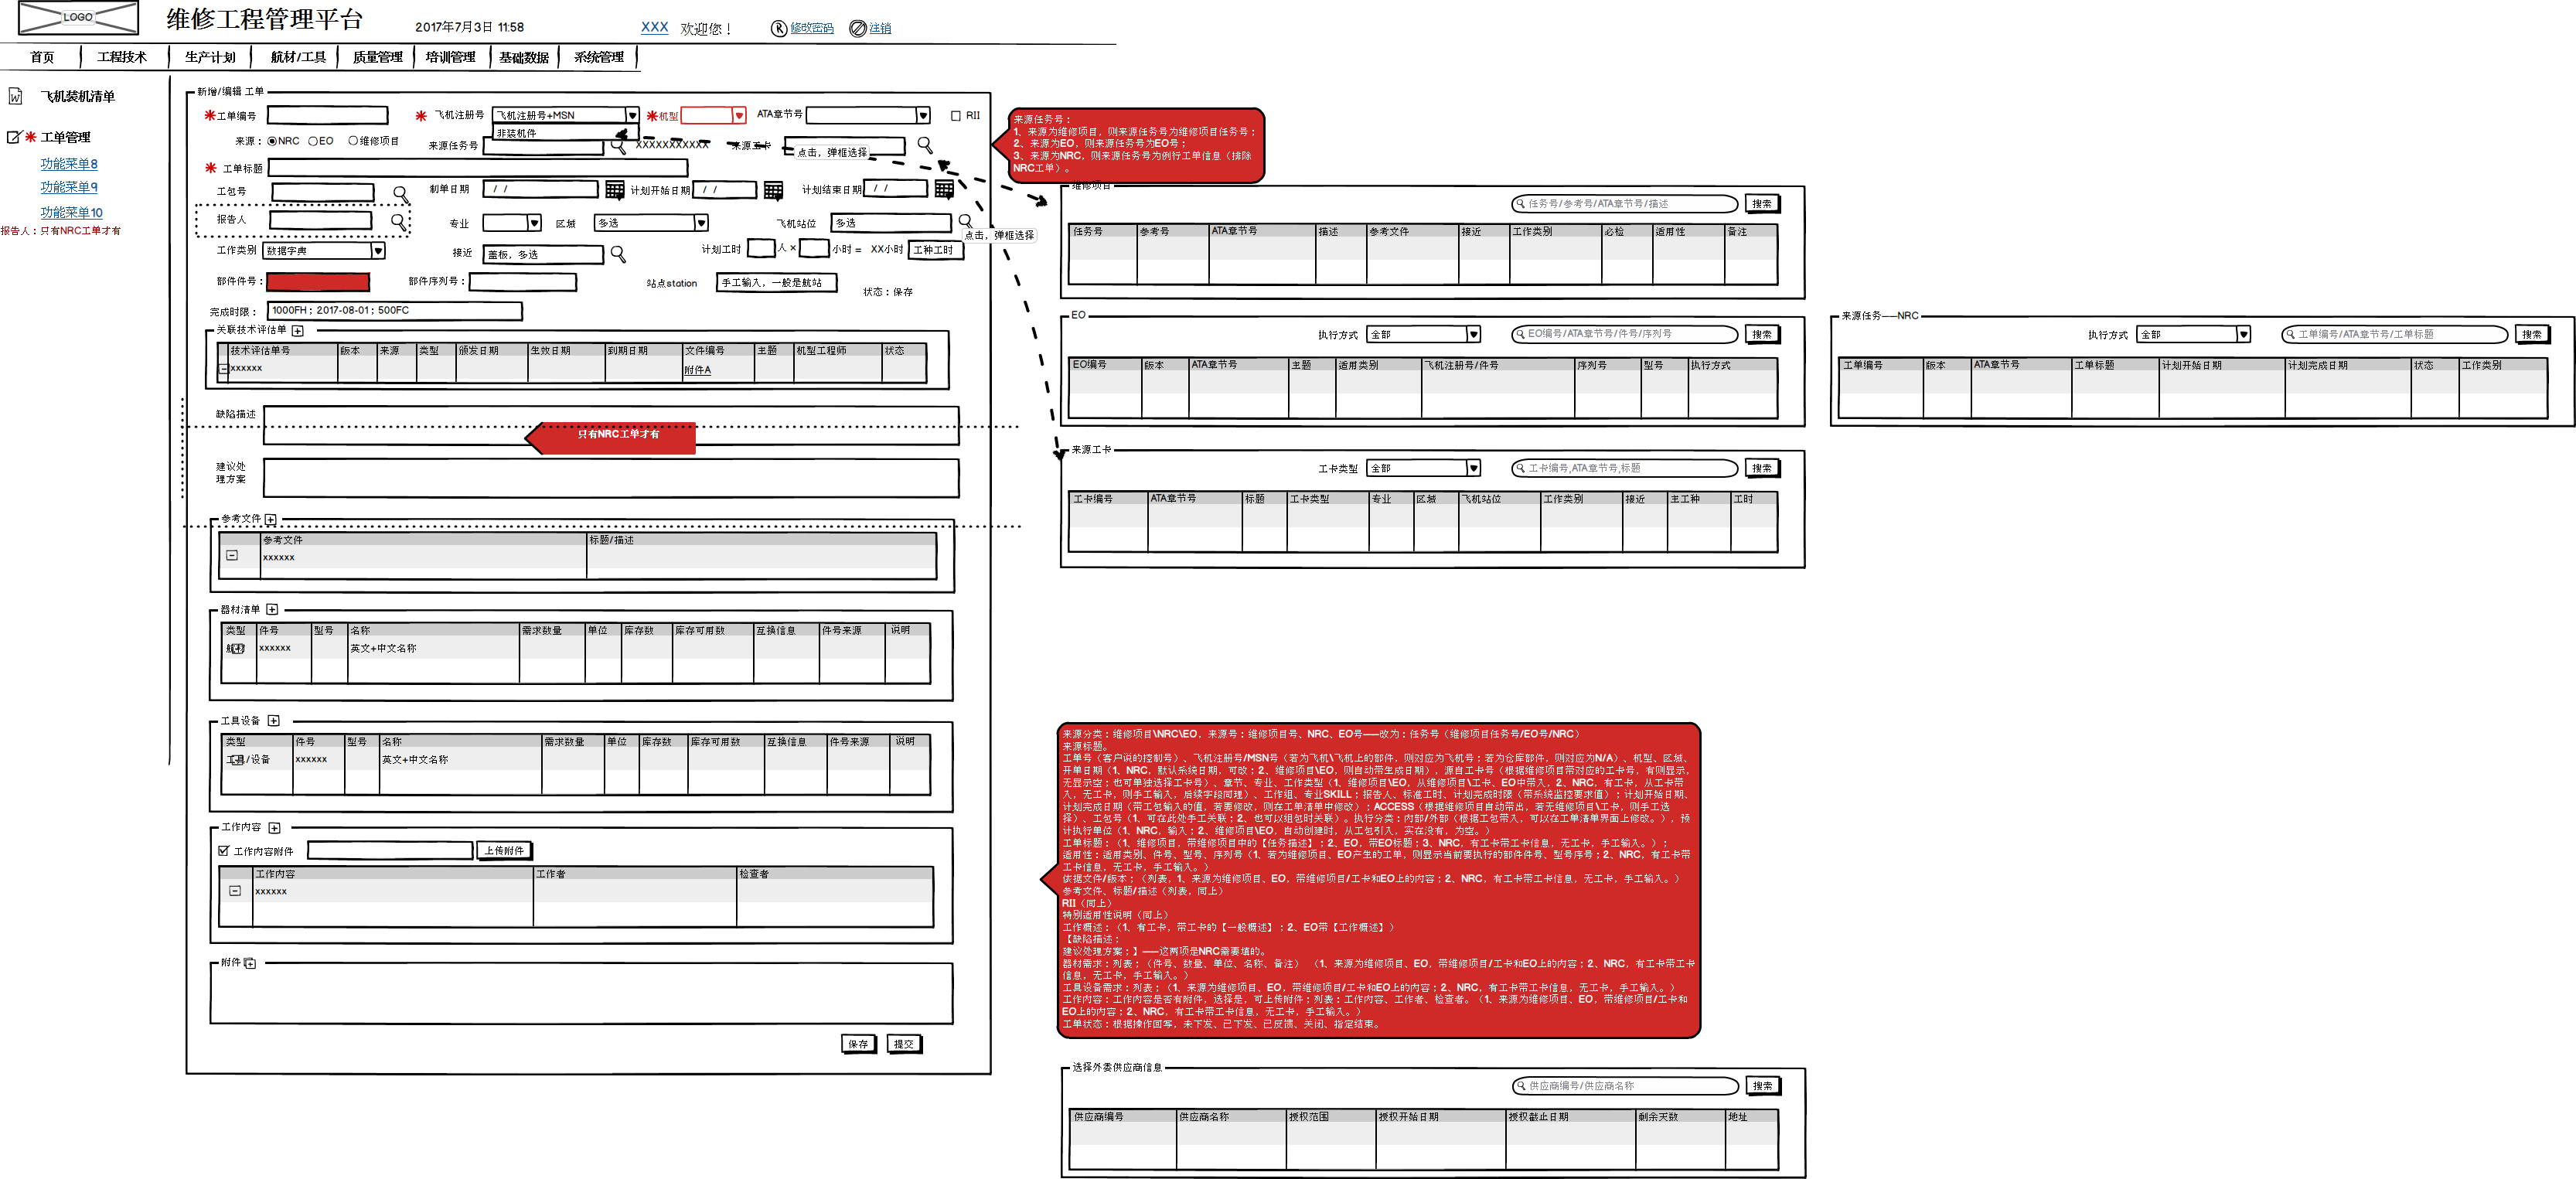 LOGO
维修工程管理平台
2017年7月3日 11:58
XXX 欢迎您！
修改密码
注销
首页 工程技术 生产计划 航材/工具 质量管理 培训管理 基础数据 系统管理
飞机装机清单
工单管理
功能菜单8
功能菜单9
功能菜单10
报告人：只有NRC工单才有
新增/编辑 工单
工单编号 飞机注册号 飞机注册号+MSN 机型 ATA章节号 RII
非装机件
来源： NRC EO 维修项目 来源任务号 XXXXXXXXXXX 来源工卡
点击，弹框选择
工单标题
工包号 制单日期 / / 计划开始日期 / / 计划结束日期 / /
报告人 专业 区域 多选 飞机站位 多选
点击，弹框选择
工作类别 数据字典 接近 盖板，多选 计划工时 人 × 小时 = XX小时 工种工时
部件件号： 部件序列号： 站点station 手工输入，一般是航站 状态：保存
完成时限： 1000FH；2017-08-01；500FC
关联技术评估单
技术评估单号 版本 来源 类型 颁发日期 生效日期 到期日期 文件编号 主题 机型工程师 状态
xxxxxx 附件A
缺陷描述
只有NRC工单才有
建议处
理方案
参考文件
参考文件 标题/描述
xxxxxx
器材清单
类型 件号 型号 名称 需求数量 单位 库存数 库存可用数 互换信息 件号来源 说明
xxxxxx 英文+中文名称
工具设备
类型 件号 型号 名称 需求数量 单位 库存数 库存可用数 互换信息 件号来源 说明
工具/设备 xxxxxx 英文+中文名称
工作内容
工作内容附件 上传附件
工作内容 工作者 检查者
xxxxxx
附件
保存 提交
来源任务号：
1、来源为维修项目，则来源任务号为维修项目任务号；
2、来源为EO，则来源任务号为EO号；
3、来源为NRC，则来源任务号为例行工单信息（排除
NRC工单）。
维修项目
任务号/参考号/ATA章节号/描述 搜索
任务号 参考号 ATA章节号 描述 参考文件 接近 工作类别 必检 适用性 备注
EO
执行方式 全部 EO编号/ATA章节号/件号/序列号 搜索
EO编号 版本 ATA章节号 主题 适用类别 飞机注册号/件号 序列号 型号 执行方式
来源任务——NRC
执行方式 全部 工单编号/ATA章节号/工单标题 搜索
工单编号 版本 ATA章节号 工单标题 计划开始日期 计划完成日期 状态 工作类别
来源工卡
工卡类型 全部 工卡编号,ATA章节号,标题 搜索
工卡编号 ATA章节号 标题 工卡类型 专业 区域 飞机站位 工作类别 接近 主工种 工时
来源分类：维修项目\NRC\EO，来源号：维修项目号、NRC、EO号——改为：任务号（维修项目任务号/EO号/NRC）
来源标题。
工单号（客户说的控制号）、飞机注册号/MSN号（若为飞机\飞机上的部件，则对应为飞机号；若为仓库部件，则对应为N/A）、机型、区域、
开单日期（1、NRC，默认系统日期，可改；2、维修项目\EO，则自动带生成日期），源自工卡号（根据维修项目带对应的工卡号，有则显示，
无显示空；也可单独选择工卡号）、章节、专业、工作类型（1、维修项目\EO，从维修项目\工卡、EO中带入，2、NRC，有工卡，从工卡带
入，无工卡，则手工输入，后续字段同理）、工作组、专业SKILL；报告人、标准工时、计划完成时限（带系统监控要求值）；计划开始日期、
计划完成日期（带工包输入的值，若要修改，则在工单清单中修改）；ACCESS（根据维修项目自动带出，若无维修项目\工卡，则手工选
择）、工包号（1、可在此处手工关联；2、也可以组包时关联）。执行分类：内部/外部（根据工包带入，可以在工单清单界面上修改。），预
计执行单位（1、NRC，输入；2、维修项目\EO，自动创建时，从工包引入，实在没有，为空。）
工单标题：（1、维修项目，带维修项目中的【任务描述】；2、EO，带EO标题；3、NRC，有工卡带工卡信息，无工卡，手工输入。）；
适用性：适用类别、件号、型号、序列号（1、若为维修项目、EO产生的工单，则显示当前要执行的部件件号、型号序号；2、NRC，有工卡带
工卡信息，无工卡，手工输入。）
依据文件/版本；（列表，1、来源为维修项目、EO，带维修项目/工卡和EO上的内容；2、NRC，有工卡带工卡信息，无工卡，手工输入。）
参考文件、标题/描述（列表，同上）
RII（同上）
特别适用性说明（同上）
工作概述：（1、有工卡，带工卡的【一般概述】；2、EO带【工作概述】）
【缺陷描述；
建议处理方案；】——这两项是NRC需要填的。
器材需求：列表；（件号、数量、单位、名称、备注） （1、来源为维修项目、EO，带维修项目/工卡和EO上的内容；2、NRC，有工卡带工卡
信息，无工卡，手工输入。）
工具设备需求：列表；（1、来源为维修项目、EO，带维修项目/工卡和EO上的内容；2、NRC，有工卡带工卡信息，无工卡，手工输入。）
工作内容：工作内容是否有附件，选择是，可上传附件；列表：工作内容、工作者、检查者。（1、来源为维修项目、EO，带维修项目/工卡和
EO上的内容；2、NRC，有工卡带工卡信息，无工卡，手工输入。）
工单状态：根据操作回写，未下发、已下发、已反馈、关闭、指定结束。
选择外委供应商信息
供应商编号/供应商名称 搜索
供应商编号 供应商名称 授权范围 授权开始日期 授权截止日期 剩余天数 地址